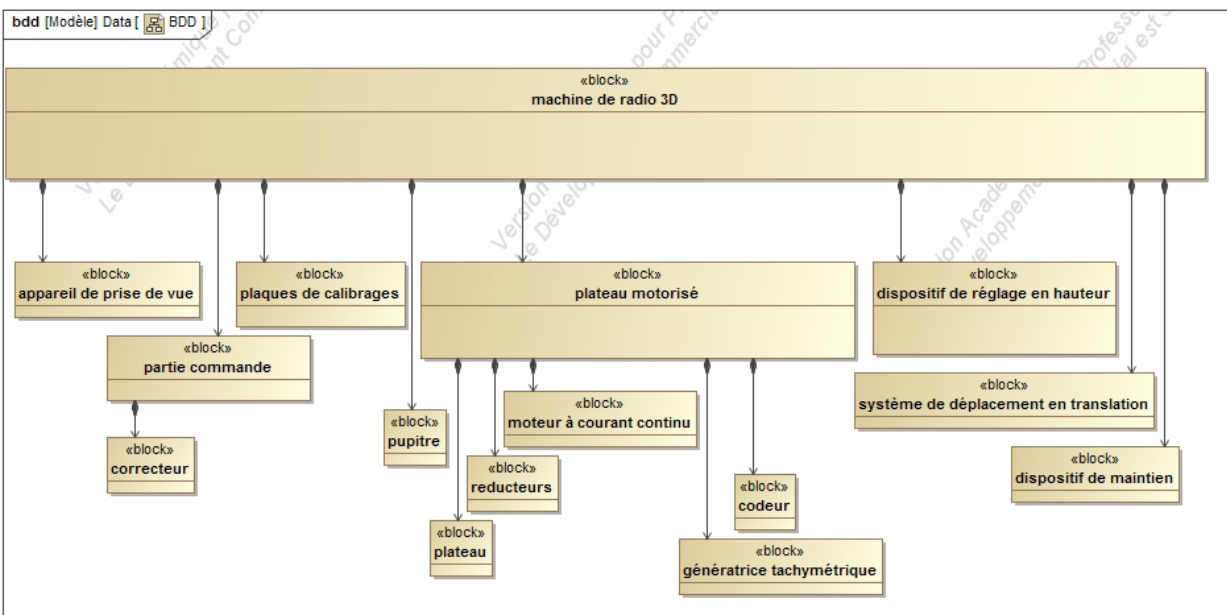 bdd [Modèle] Data [ BDD ]
«block»
machine de radio 3D
«block»
appareil de prise de vue
«block»
plaques de calibrages
«block»
plateau motorisé
«block»
dispositif de réglage en hauteur
«block»
partie commande
«block»
système de déplacement en translation
«block»
moteur à courant continu
«block»
pupitre
«block»
correcteur
«block»
reducteurs
«block»
dispositif de maintien
«block»
codeur
«block»
plateau
«block»
génératrice tachymétrique